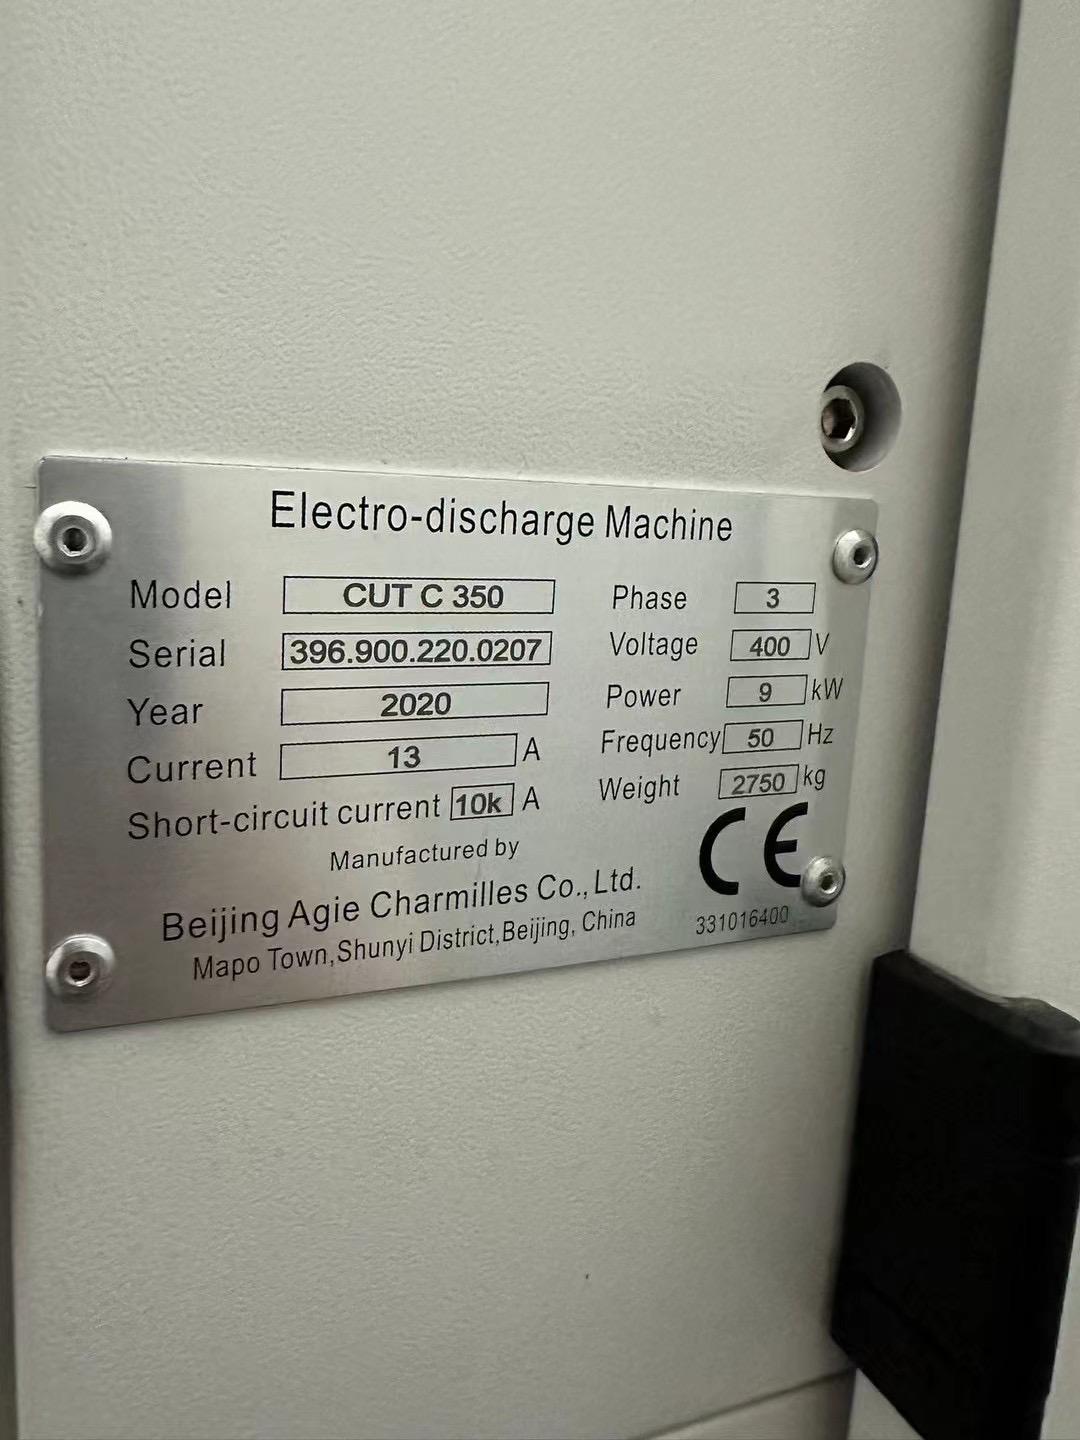 Electro-discharge Machine
Model CUT C 350 Phase 3
Serial 396.900.220.0207 Voltage 400 V
Year 2020 Power 9 kW
Current 13 A Frequency 50 Hz
Short-circuit current 10k A Weight 2750 kg
Manufactured by CE
Beijing Agie Charmilles Co., Ltd.
Mapo Town,Shunyi District,Beijing, China 331016400